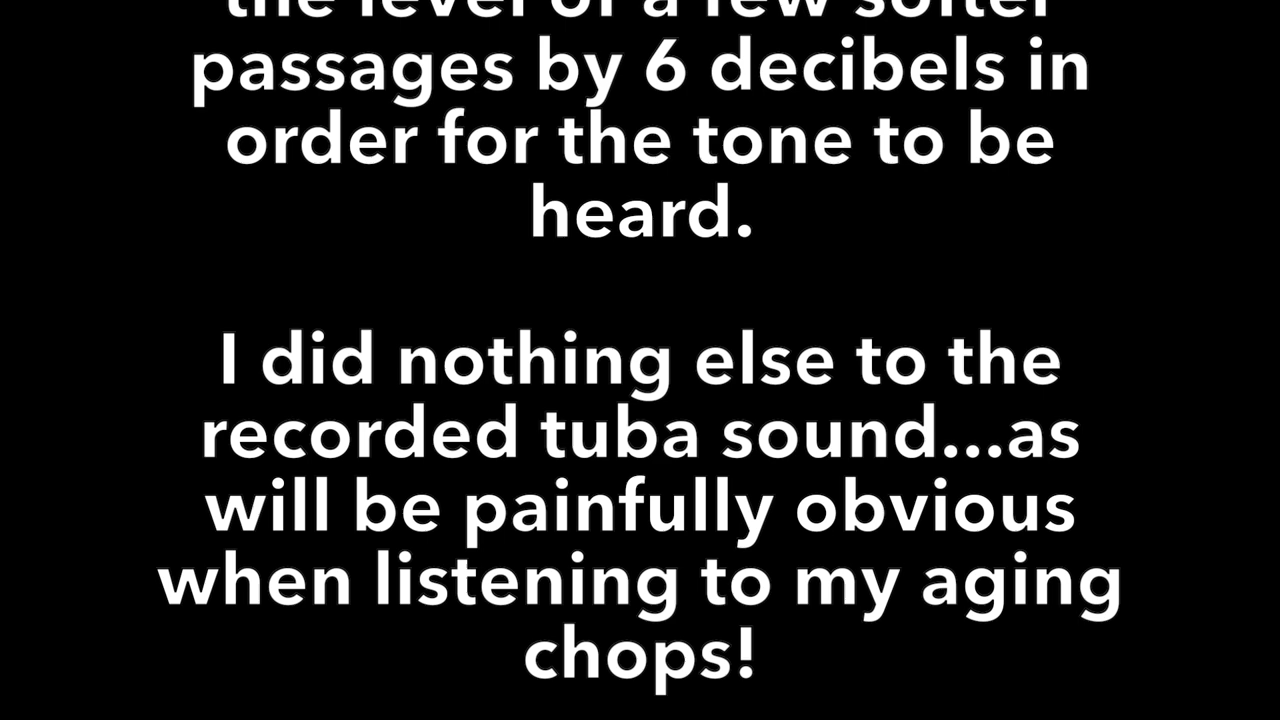 the level of a few softer
passages by 6 decibels in
order for the tone to be
heard.
I did nothing else to the
recorded tuba sound...as
will be painfully obvious
when listening to my aging
chops!